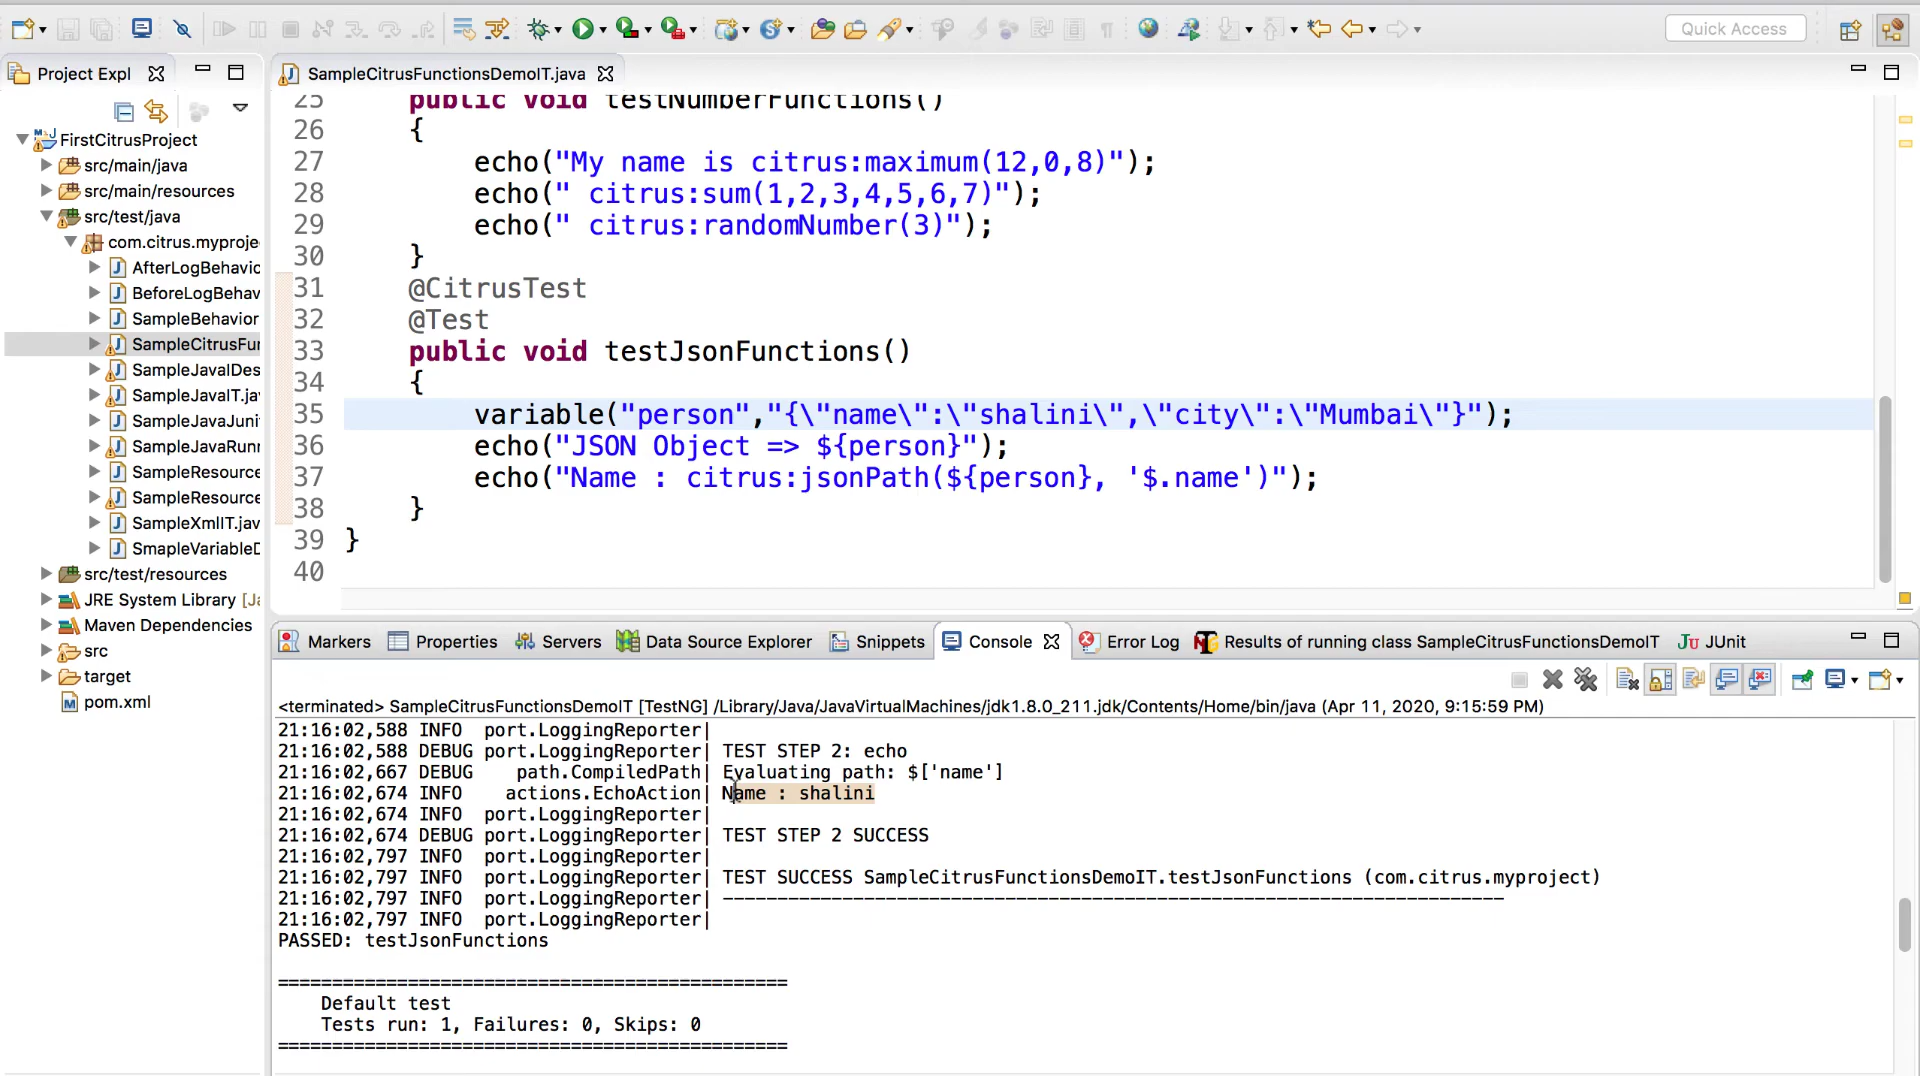 Quick Access
Project Expl
SampleCitrusFunctionsDemoIT.java
FirstCitrusProject
src/main/java
src/main/resources
src/test/java
com.citrus.myproje
AfterLogBehavio
BeforeLogBehav
SampleBehavior
SampleCitrusFu
SampleJavaIDes
SampleJavaIT.ja
SampleJavaJuni
SampleJavaRunn
SampleResource
SampleResource
SampleXmlIT.jav
SmapleVariableD
src/test/resources
JRE System Library [Ja
Maven Dependencies
src
target
pom.xml
25 public void testNumberFunctions()
26 {
27 echo("My name is citrus:maximum(12,0,8)");
28 echo(" citrus:sum(1,2,3,4,5,6,7)");
29 echo(" citrus:randomNumber(3)");
30 }
31 @CitrusTest
32 @Test
33 public void testJsonFunctions()
34 {
35 variable("person","{\"name\":\"shalini\",\"city\":\"Mumbai\"}");
36 echo("JSON Object => ${person}");
37 echo("Name : citrus:jsonPath(${person}, '$.name')");
38 }
39 }
40
Markers Properties Servers Data Source Explorer Snippets Console Error Log Results of running class SampleCitrusFunctionsDemoIT JUnit
<terminated> SampleCitrusFunctionsDemoIT [TestNG] /Library/Java/JavaVirtualMachines/jdk1.8.0_211.jdk/Contents/Home/bin/java (Apr 11, 2020, 9:15:59 PM)
21:16:02,588 INFO port.LoggingReporter|
21:16:02,588 DEBUG port.LoggingReporter| TEST STEP 2: echo
21:16:02,667 DEBUG path.CompiledPath| Evaluating path: $['name']
21:16:02,674 INFO actions.EchoAction| Name : shalini
21:16:02,674 INFO port.LoggingReporter|
21:16:02,674 DEBUG port.LoggingReporter| TEST STEP 2 SUCCESS
21:16:02,797 INFO port.LoggingReporter|
21:16:02,797 INFO port.LoggingReporter| TEST SUCCESS SampleCitrusFunctionsDemoIT.testJsonFunctions (com.citrus.myproject)
21:16:02,797 INFO port.LoggingReporter| ------------------------------------------------------------------------
21:16:02,797 INFO port.LoggingReporter|
PASSED: testJsonFunctions
===============================================
Default test
Tests run: 1, Failures: 0, Skips: 0
===============================================